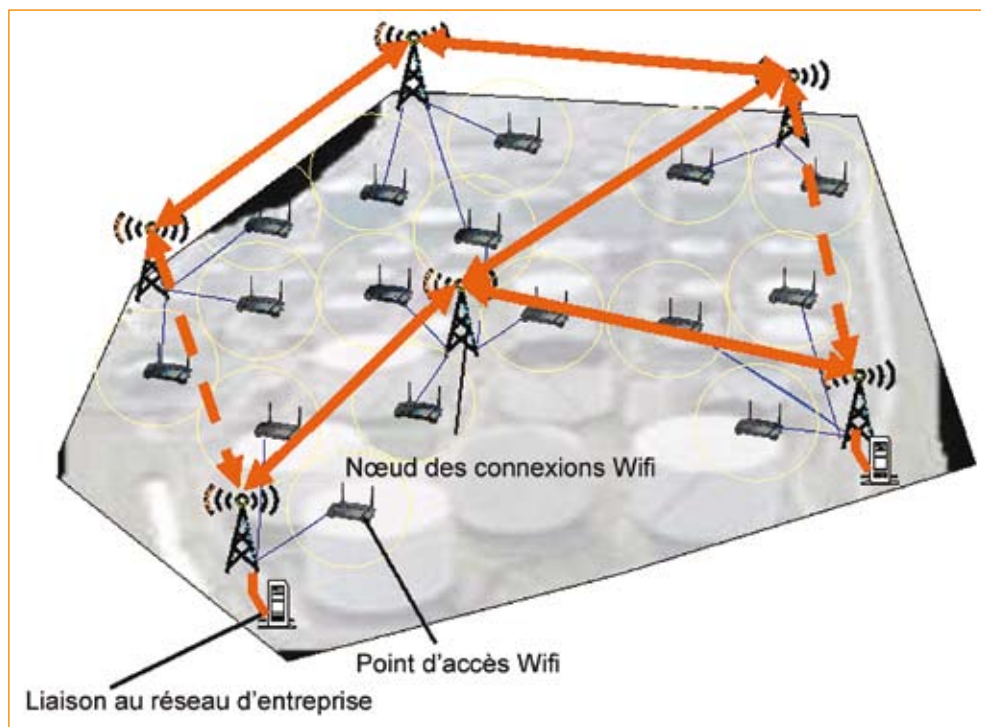 Nœud des connexions Wifi
Point d'accès Wifi
Liaison au réseau d'entreprise